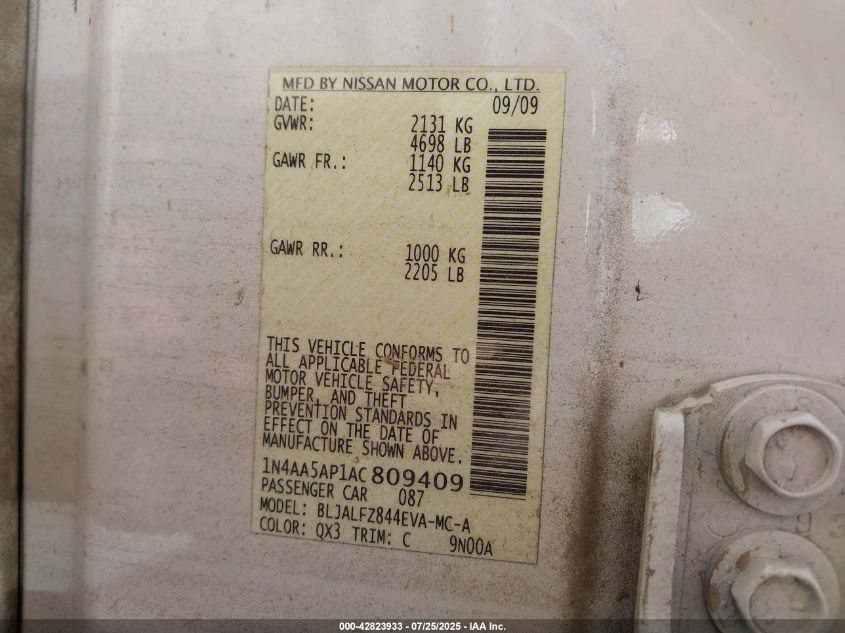 MFD BY NISSAN MOTOR CO., LTD.
DATE: 09/09
GVWR: 2131 KG
4698 LB
GAWR FR.: 1140 KG
2513 LB
GAWR RR.: 1000 KG
2205 LB
THIS VEHICLE CONFORMS TO
ALL APPLICABLE FEDERAL
MOTOR VEHICLE SAFETY,
BUMPER, AND THEFT
PREVENTION STANDARDS IN
EFFECT ON THE DATE OF
MANUFACTURE SHOWN ABOVE.
1N4AA5AP1AC809409
PASSENGER CAR 087
MODEL: BLJALFZ844EVA-MC-A
COLOR: QX3 TRIM: C 9N00A
000-42823933 - 07/25/2025 - IAA Inc.